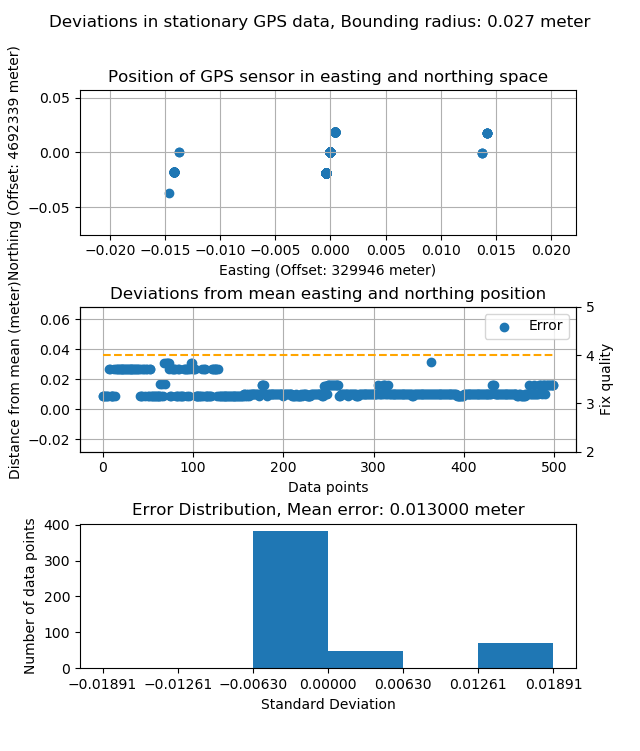 Deviations in stationary GPS data, Bounding radius: 0.027 meter
Position of GPS sensor in easting and northing space
Northing (Offset: 4692339 meter)
0.05
0.00
−0.05
−0.020 −0.015 −0.010 −0.005 0.000 0.005 0.010 0.015 0.020
Easting (Offset: 329946 meter)
Deviations from mean easting and northing position
Distance from mean (meter)
0.06
0.04
0.02
0.00
−0.02
Error
5
4
3
2
Fix quality
0 100 200 300 400 500
Data points
Error Distribution, Mean error: 0.013000 meter
Number of data points
400
300
200
100
0
−0.01891 −0.01261 −0.00630 0.00000 0.00630 0.01261 0.01891
Standard Deviation